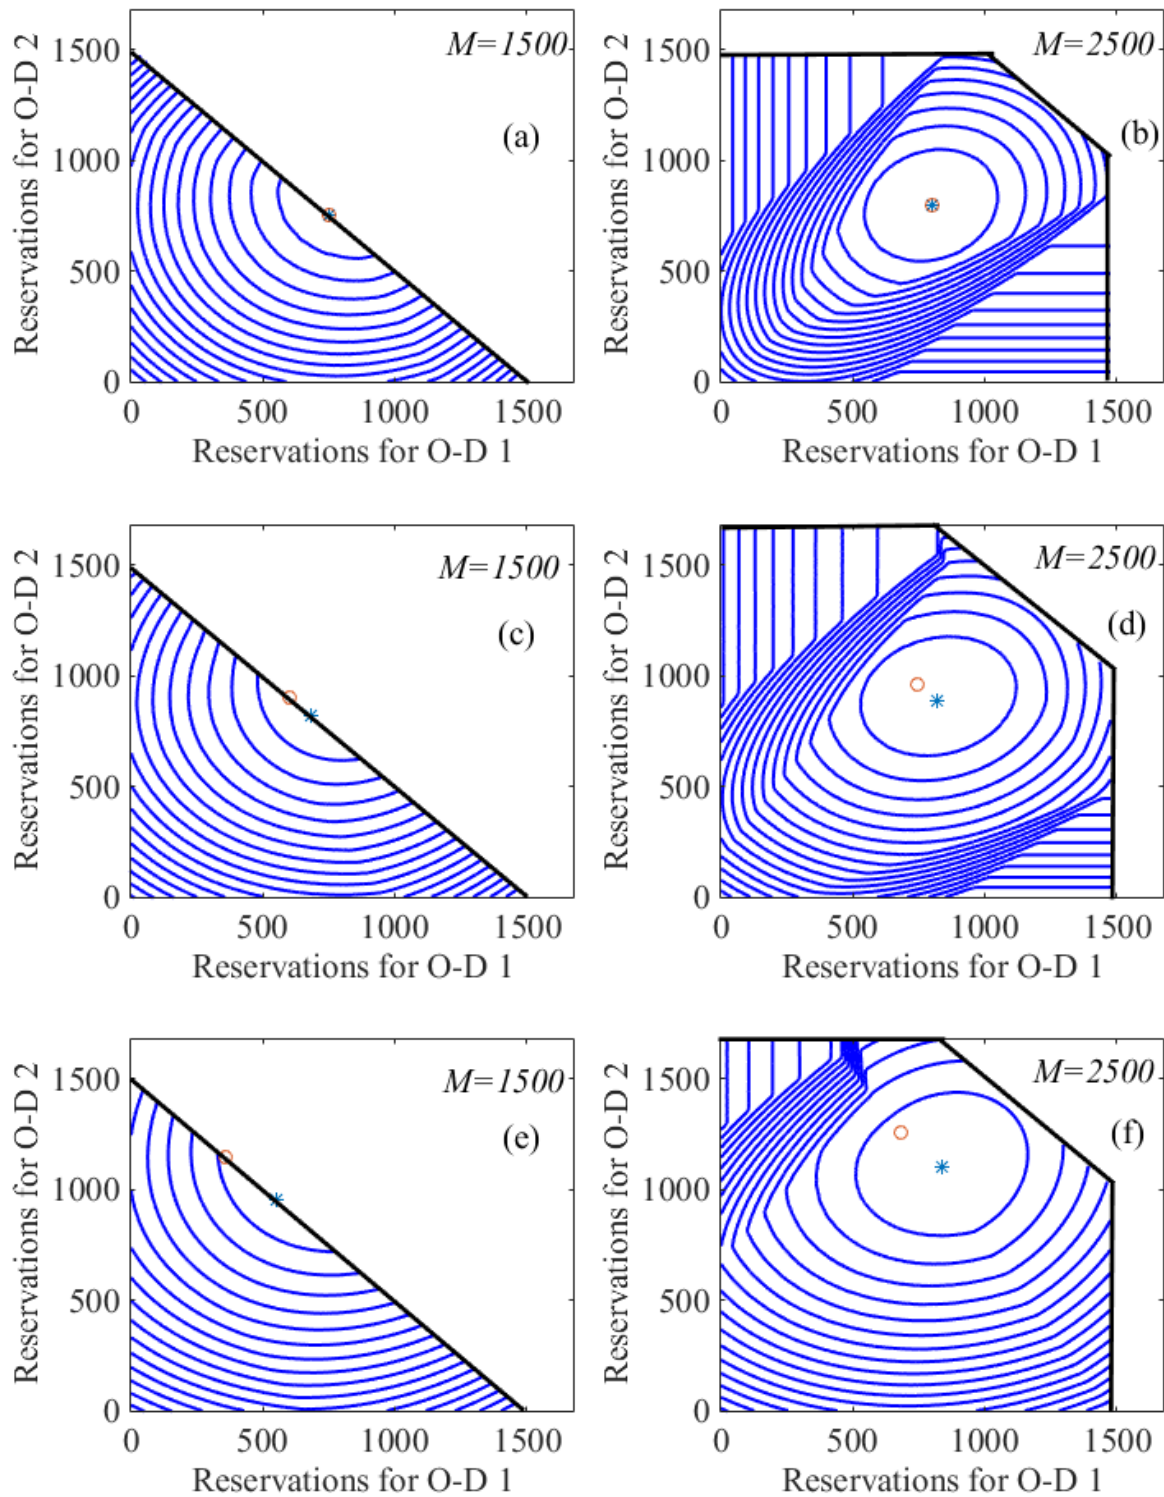 1500
1000
500
0
Reservations for O-D 2
M=1500
(a)
0 500 1000 1500
Reservations for O-D 1
1500
1000
500
0
Reservations for O-D 2
M=2500
(b)
0 500 1000 1500
Reservations for O-D 1
1500
1000
500
0
Reservations for O-D 2
M=1500
(c)
0 500 1000 1500
Reservations for O-D 1
1500
1000
500
0
Reservations for O-D 2
M=2500
(d)
0 500 1000 1500
Reservations for O-D 1
1500
1000
500
0
Reservations for O-D 2
M=1500
(e)
0 500 1000 1500
Reservations for O-D 1
1500
1000
500
0
Reservations for O-D 2
M=2500
(f)
0 500 1000 1500
Reservations for O-D 1